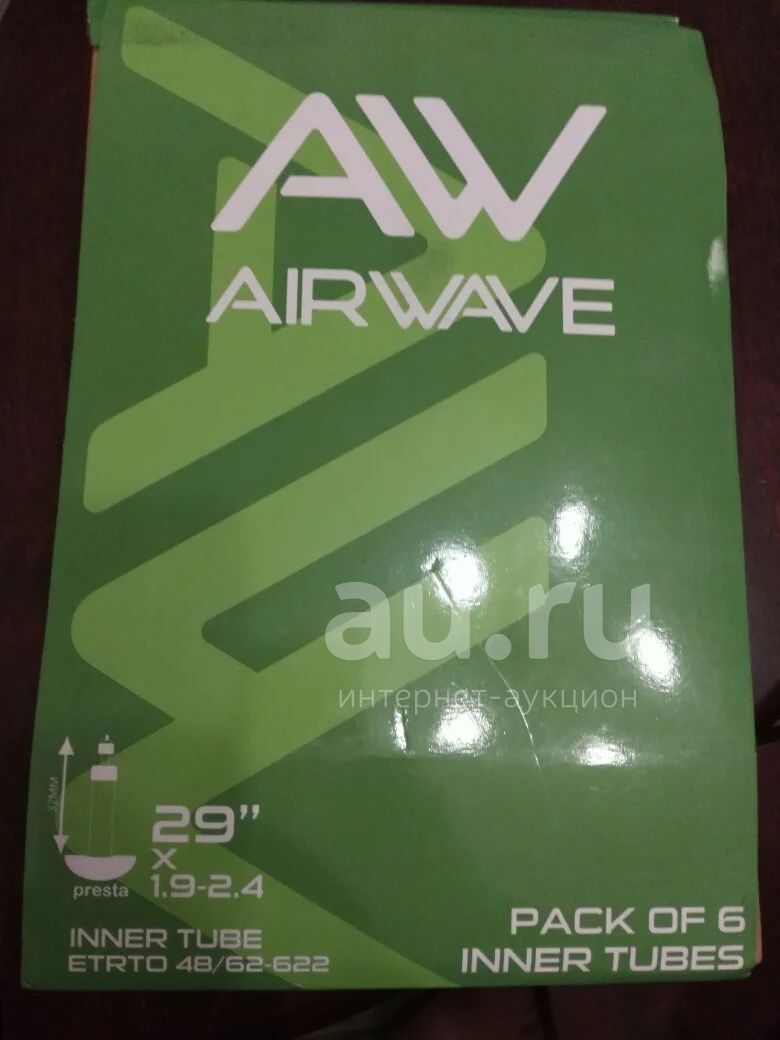 AW
AIRWAVE
au.ru
интернет-аукцион
32MM
29”
X
1.9-2.4
presta
INNER TUBE
ETRTO 48/62-622
PACK OF 6
INNER TUBES